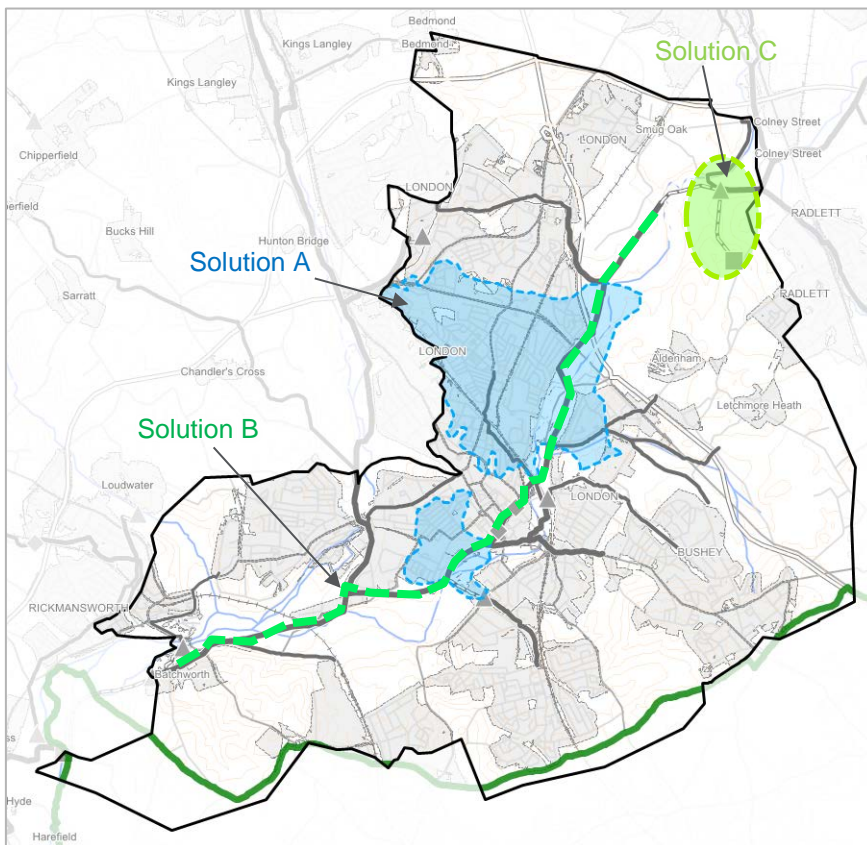 Bedmond
Kings Langley
Bedmond
Solution C
Kings Langley
LONDON
Colney Street
Smug Oak
Colney Street
Chipperfield
LONDON
perfield
RADLETT
Bucks Hill
Hunton Bridge
Solution A
Sarratt
RADLETT
LONDON
Aldenham
Chandler's Cross
Letchmore Heath
Solution B
Loudwater
LONDON
BUSHEY
RICKMANSWORTH
Batchworth
Hyde
Harefield